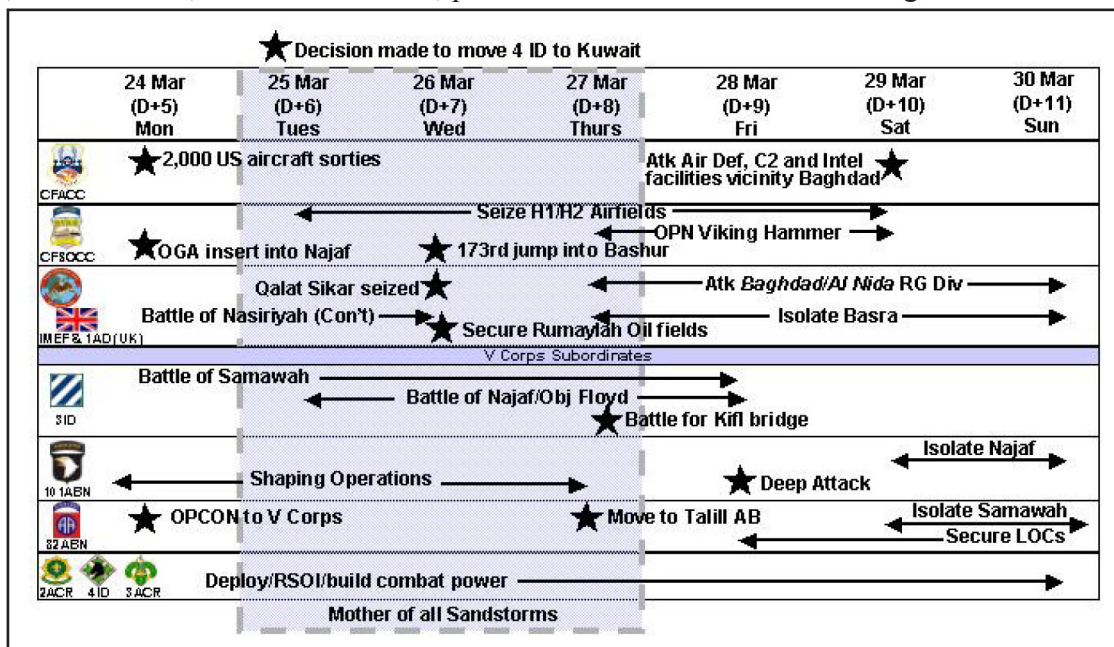 Decision made to move 4 ID to Kuwait
24 Mar 25 Mar 26 Mar 27 Mar 28 Mar 29 Mar 30 Mar
(D+5) (D+6) (D+7) (D+8) (D+9) (D+10) (D+11)
Mon Tues Wed Thurs Fri Sat Sun
2,000 US aircraft sorties
Atk Air Def, C2 and Intel
facilities vicinity Baghdad
CFACC
Seize H1/H2 Airfields
OPN Viking Hammer
OGA insert into Najaf 173rd jump into Bashur
CFSOCC
Qalat Sikar seized Atk Baghdad/Al Nida RG Div
Battle of Nasiriyah (Con't) Isolate Basra
Secure Rumaylah Oil fields
IMEF & 1AD(UK)
V Corps Subordinates
Battle of Samawah
Battle of Najaf/Obj Floyd
Battle for Kifl bridge
3ID
Isolate Najaf
Shaping Operations Deep Attack
101ABN
OPCON to V Corps Move to Talill AB Isolate Samawah
Secure LOCs
82ABN
Deploy/RSOI/build combat power
2ACR 4ID 3ACR
Mother of all Sandstorms